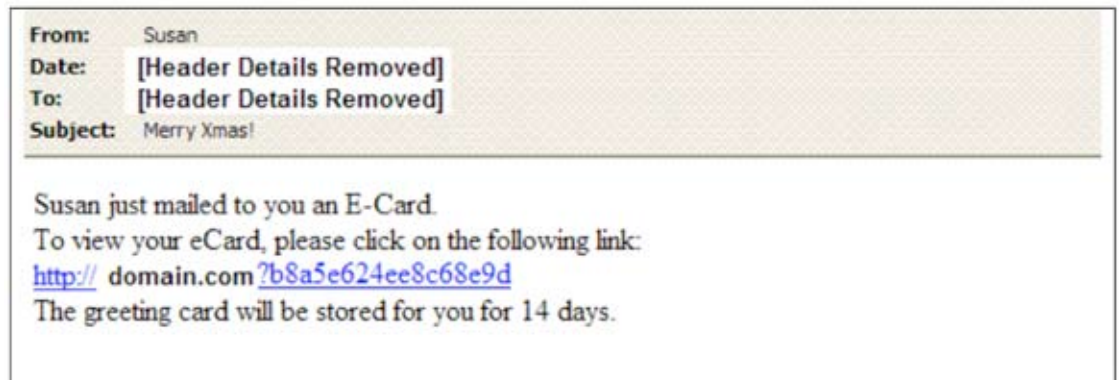 From: Susan
Date: [Header Details Removed]
To: [Header Details Removed]
Subject: Merry Xmas!
Susan just mailed to you an E-Card.
To view your eCard, please click on the following link:
http:// domain.com ?b8a5e624ee8c68e9d
The greeting card will be stored for you for 14 days.